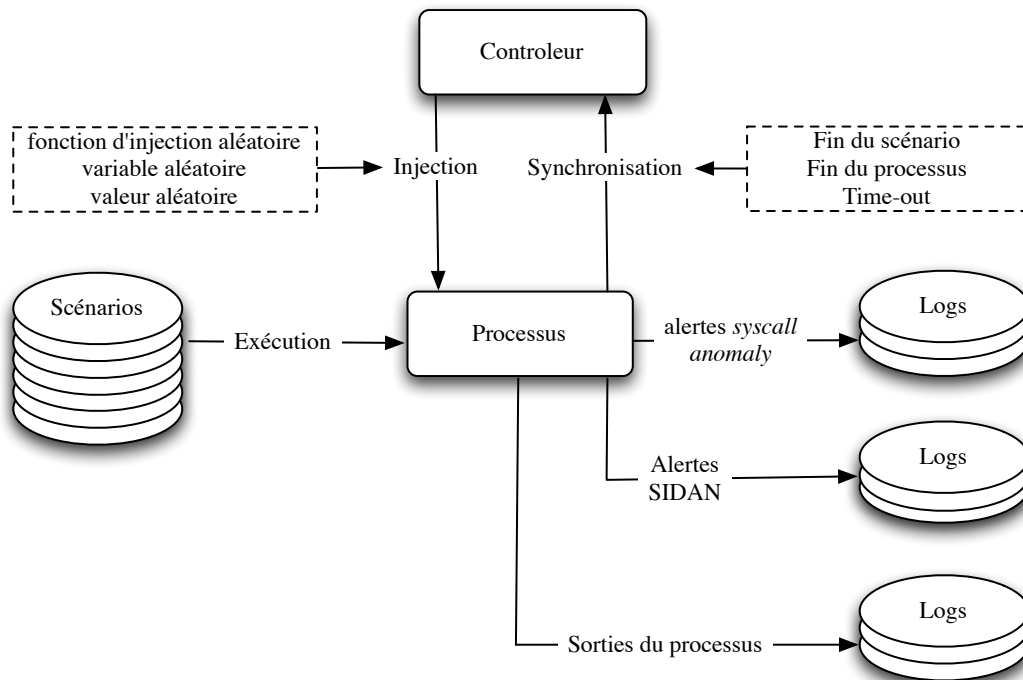 Controleur
fonction d'injection aléatoire
variable aléatoire
valeur aléatoire
Injection
Synchronisation
Fin du scénario
Fin du processus
Time-out
Scénarios
Exécution
Processus
alertes syscall
anomaly
Logs
Alertes
SIDAN
Logs
Sorties du processus
Logs